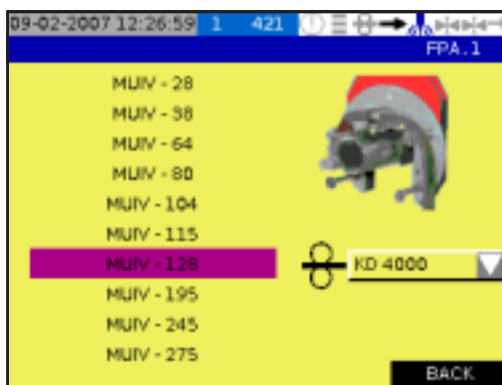 09-02-2007 12:26:59 1 421
FPA.1
MUIV - 28
MUIV - 38
MUIV - 64
MUIV - 80
MUIV - 104
MUIV - 115
MUIV - 128
KD 4000
MUIV - 195
MUIV - 245
MUIV - 275
BACK